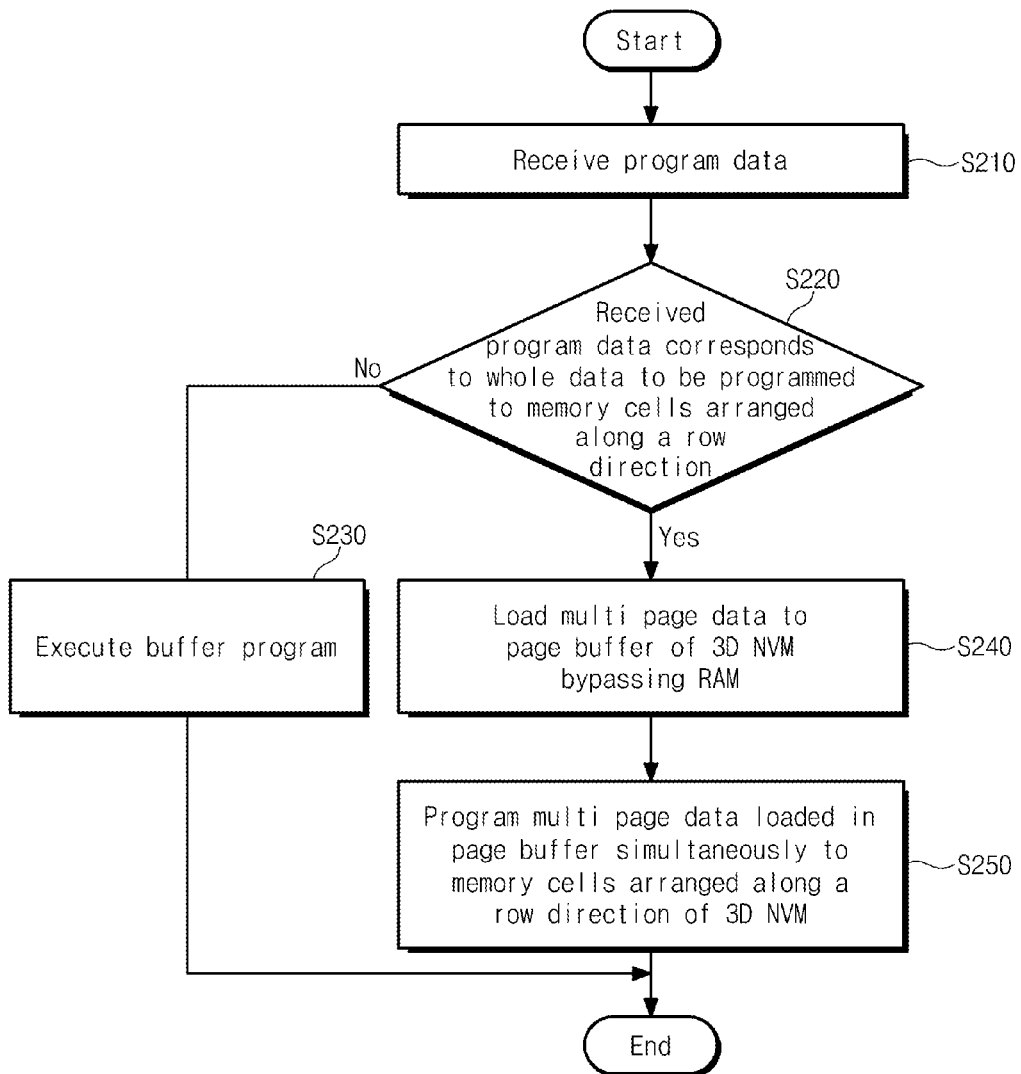 Start
Receive program data
S210
S220
Received
program data corresponds
to whole data to be programmed
to memory cells arranged
along a row
direction
No
Yes
S230
Execute buffer program
Load multi page data to
page buffer of 3D NVM
bypassing RAM
S240
Program multi page data loaded in
page buffer simultaneously to
memory cells arranged along a
row direction of 3D NVM
S250
End